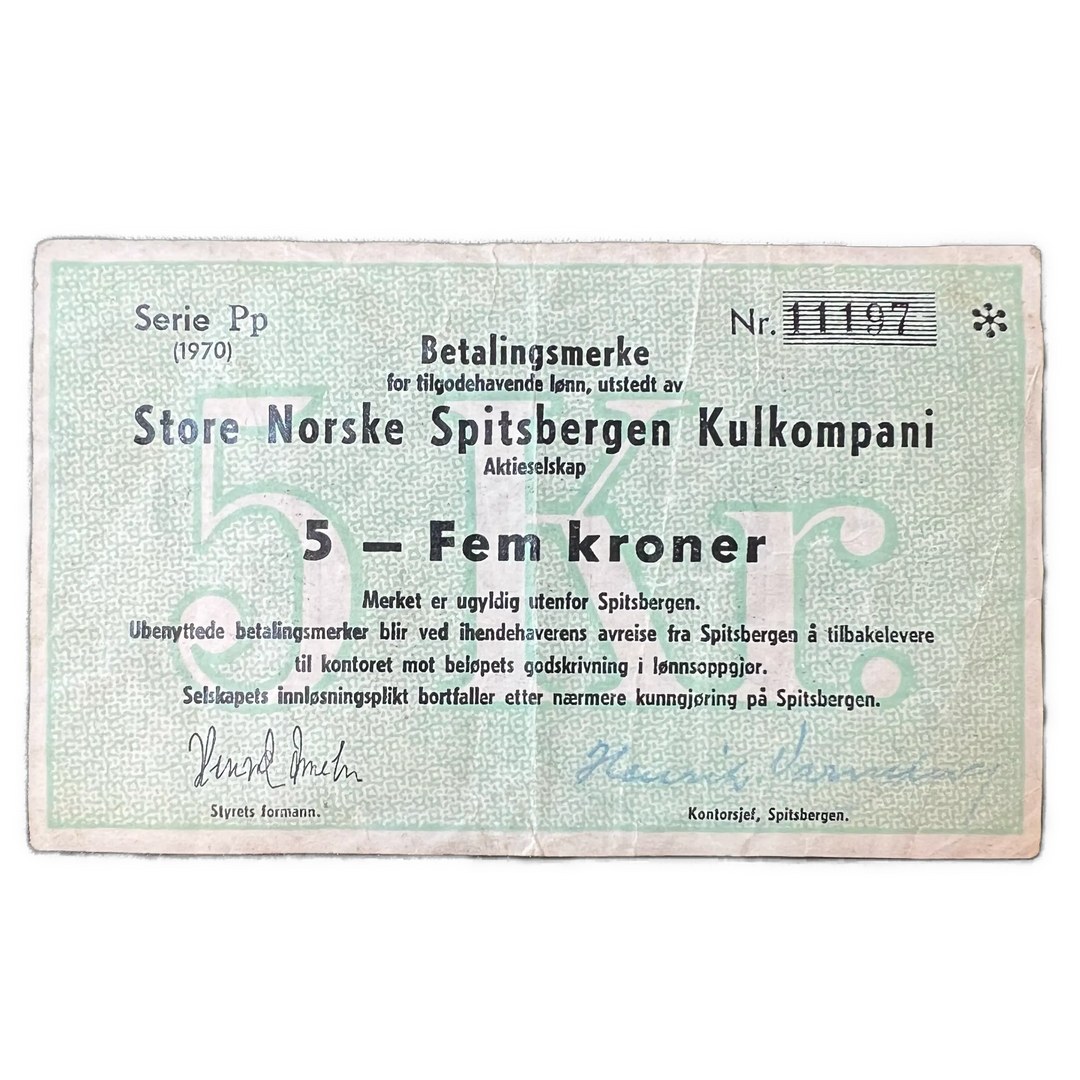 Serie Pp
(1970)
Nr. 11197 *
Betalingsmerke
for tilgodehavende lønn, utstedt av
Store Norske Spitsbergen Kulkompani
Aktieselskap
5 Kr.
5 — Fem kroner
Merket er ugyldig utenfor Spitsbergen.
Ubenyttede betalingsmerker blir ved ihendehaverens avreise fra Spitsbergen å tilbakelevere
til kontoret mot beløpets godskrivning i lønnsoppgjør.
Selskapets innløsningsplikt bortfaller etter nærmere kunngjøring på Spitsbergen.
Styrets formann.
Kontorsjef, Spitsbergen.